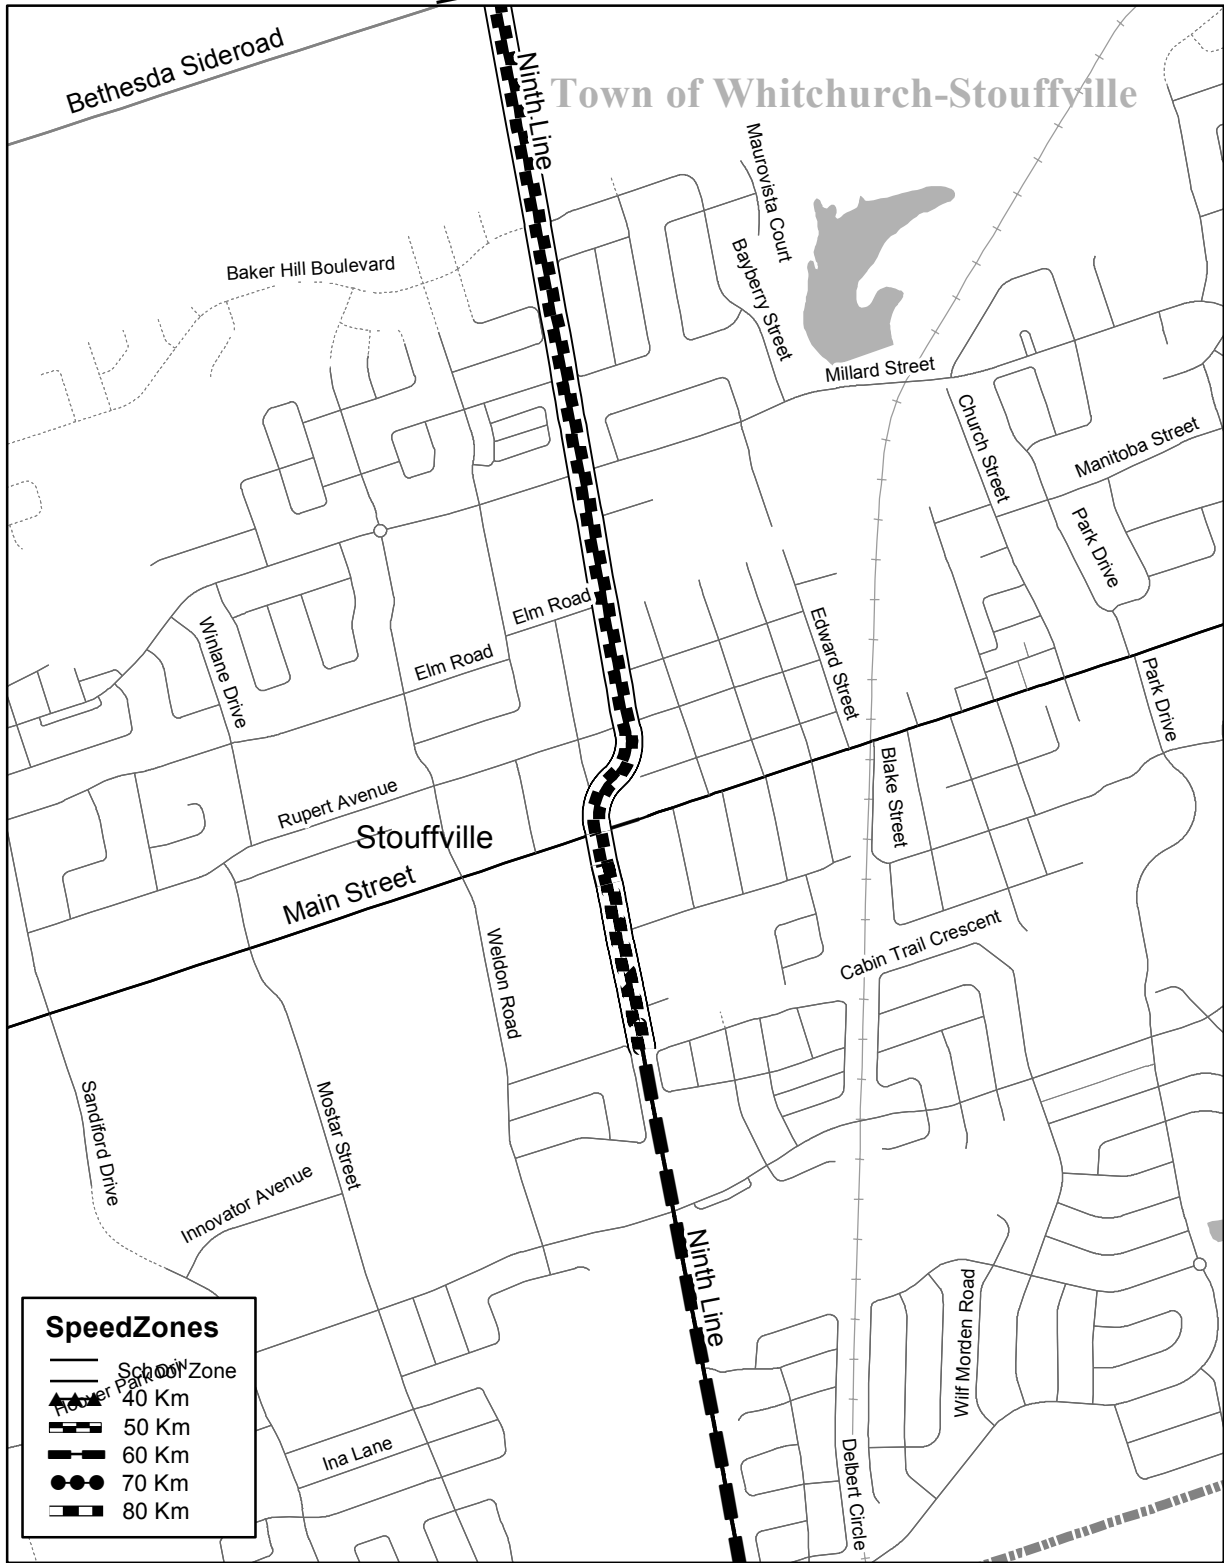 Bethesda Sideroad
Ninth Line
Town of Whitchurch-Stouffville
Maurovista Court
Baker Hill Boulevard
Bayberry Street
Millard Street
Church Street
Manitoba Street
Park Drive
Elm Road
Winlane Drive
Elm Road
Edward Street
Park Drive
Blake Street
Rupert Avenue
Stouffville
Main Street
Cabin Trail Crescent
Weldon Road
Sandiford Drive
Mostar Street
Innovator Avenue
Ninth Line
Wilf Morden Road
SpeedZones
School Zone
Hoover Park Driv
40 Km
50 Km
60 Km
70 Km
80 Km
Ina Lane
Delbert Circle